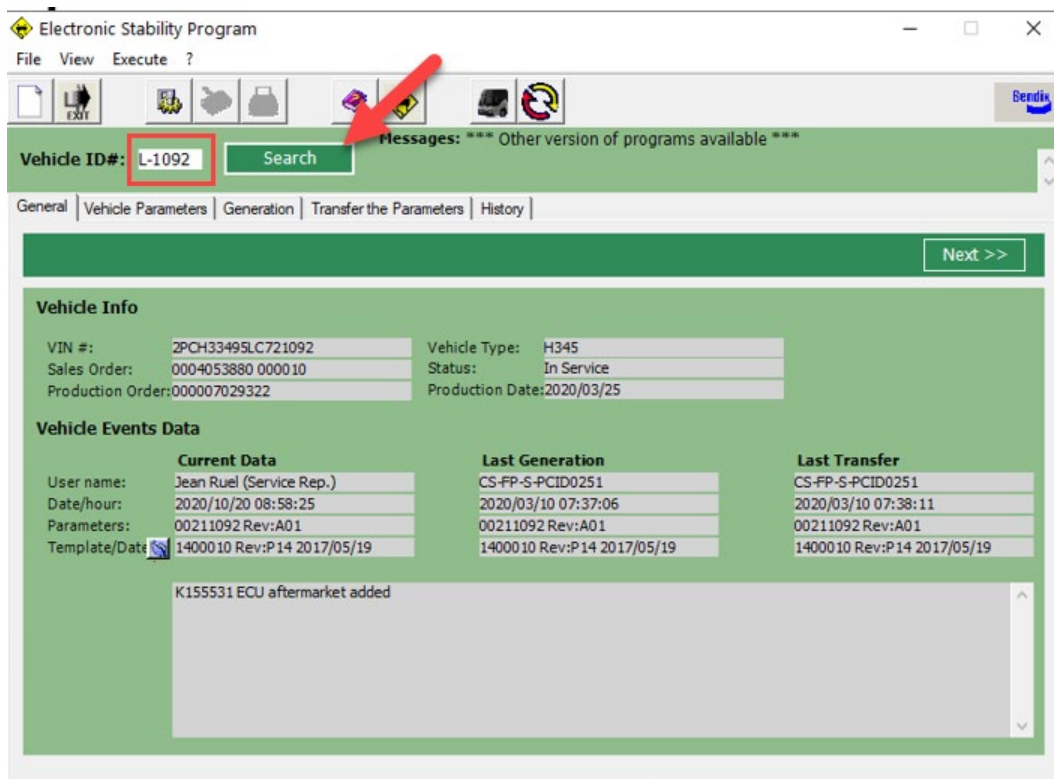 Electronic Stability Program
File View Execute ?
EXIT
Bendix
Messages: *** Other version of programs available ***
Vehicle ID#: L-1092 Search
General Vehicle Parameters Generation Transfer the Parameters History
Next >>
Vehicle Info
VIN #: 2PCH33495LC721092 Vehicle Type: H345
Sales Order: 0004053880 000010 Status: In Service
Production Order: 000007029322 Production Date: 2020/03/25
Vehicle Events Data
Current Data Last Generation Last Transfer
User name: Jean Ruel (Service Rep.) CS-FP-S-PCID0251 CS-FP-S-PCID0251
Date/hour: 2020/10/20 08:58:25 2020/03/10 07:37:06 2020/03/10 07:38:11
Parameters: 00211092 Rev:A01 00211092 Rev:A01 00211092 Rev:A01
Template/Date 1400010 Rev:P14 2017/05/19 1400010 Rev:P14 2017/05/19 1400010 Rev:P14 2017/05/19
K155531 ECU aftermarket added